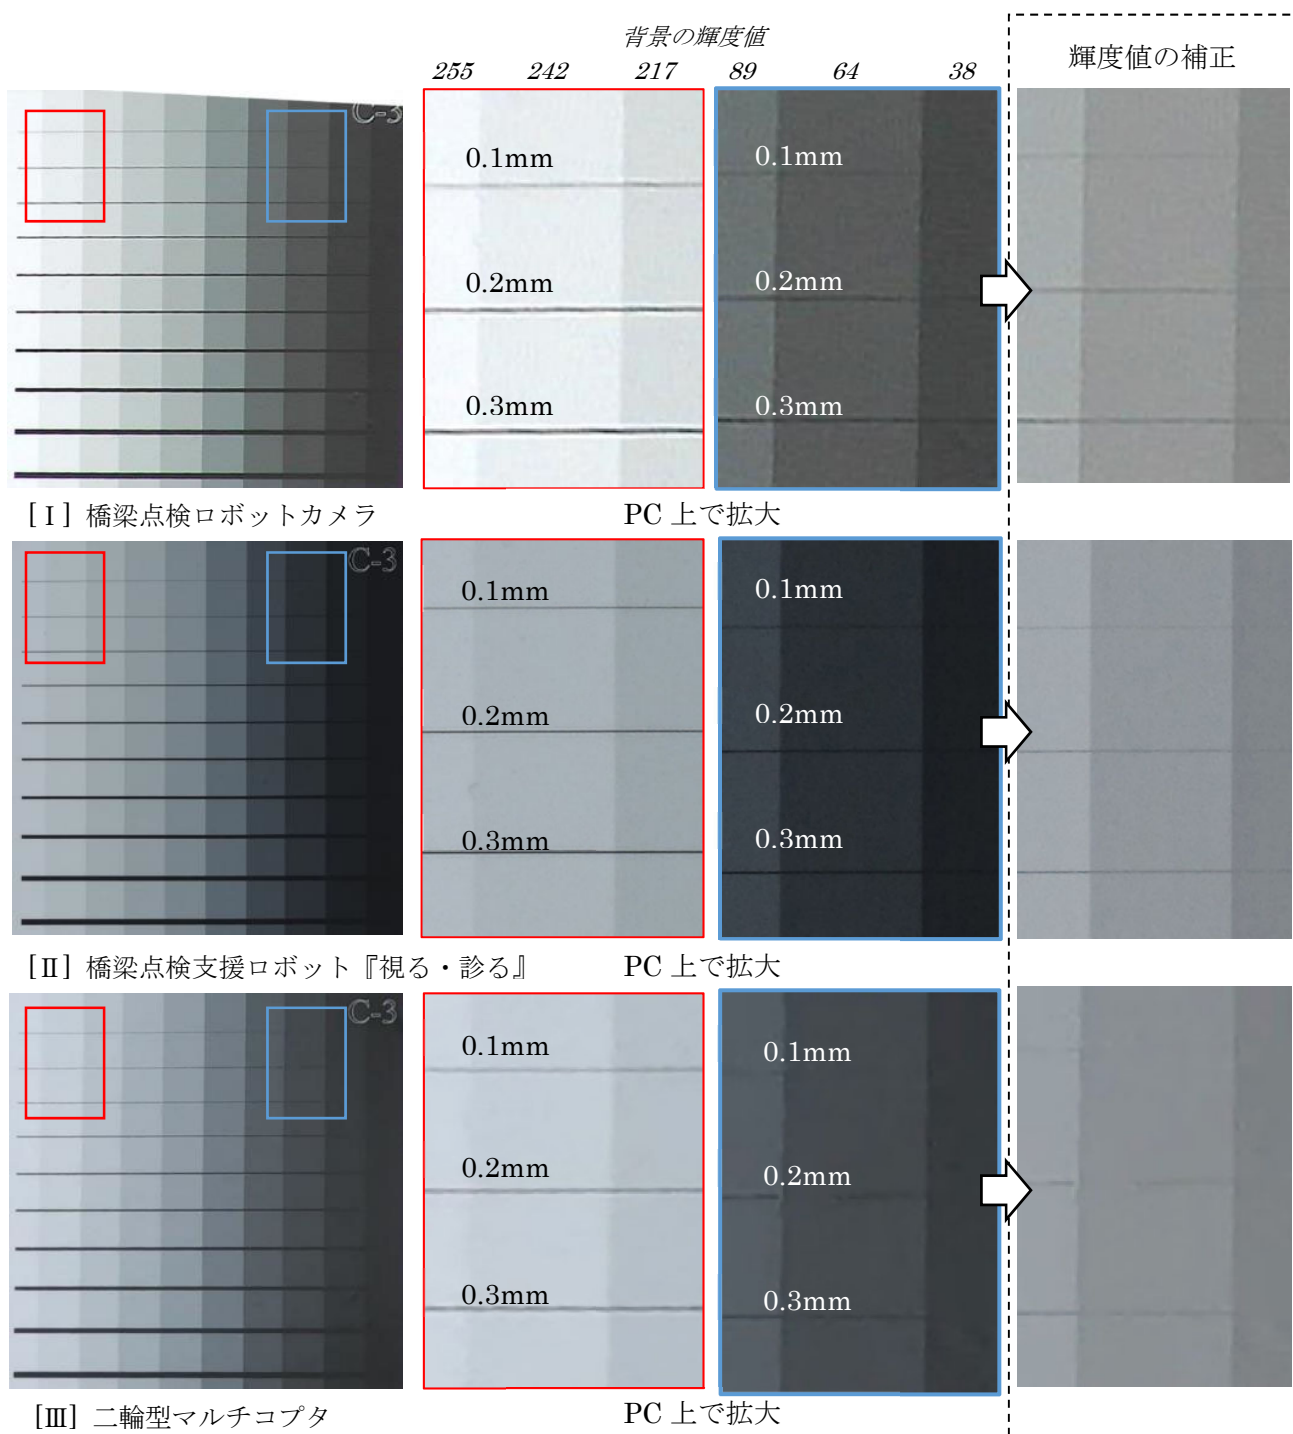 背景の輝度値
輝度値の補正
255 242 217 89 64 38
C-3
0.1mm
0.2mm
0.3mm
0.1mm
0.2mm
0.3mm
[Ⅰ] 橋梁点検ロボットカメラ
PC 上で拡大
C-3
0.1mm
0.2mm
0.3mm
0.1mm
0.2mm
0.3mm
[Ⅱ] 橋梁点検支援ロボット『視る・診る』
PC 上で拡大
C-3
0.1mm
0.2mm
0.3mm
0.1mm
0.2mm
0.3mm
[Ⅲ] 二輪型マルチコプタ
PC 上で拡大